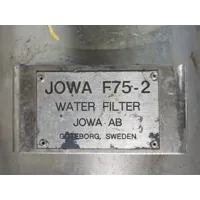 JOWA F75-2
WATER FILTER
JOWA AB
GÖTEBORG, SWEDEN